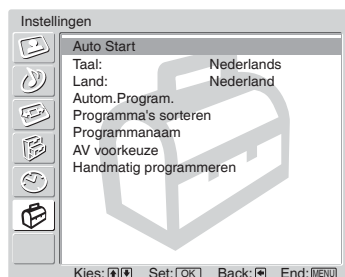 Instellingen
Auto Start
Taal: Nederlands
Land: Nederland
Autom.Program.
Programma's sorteren
Programmanaam
AV voorkeuze
Handmatig programmeren
Kies: Set: OK Back: End: MENU